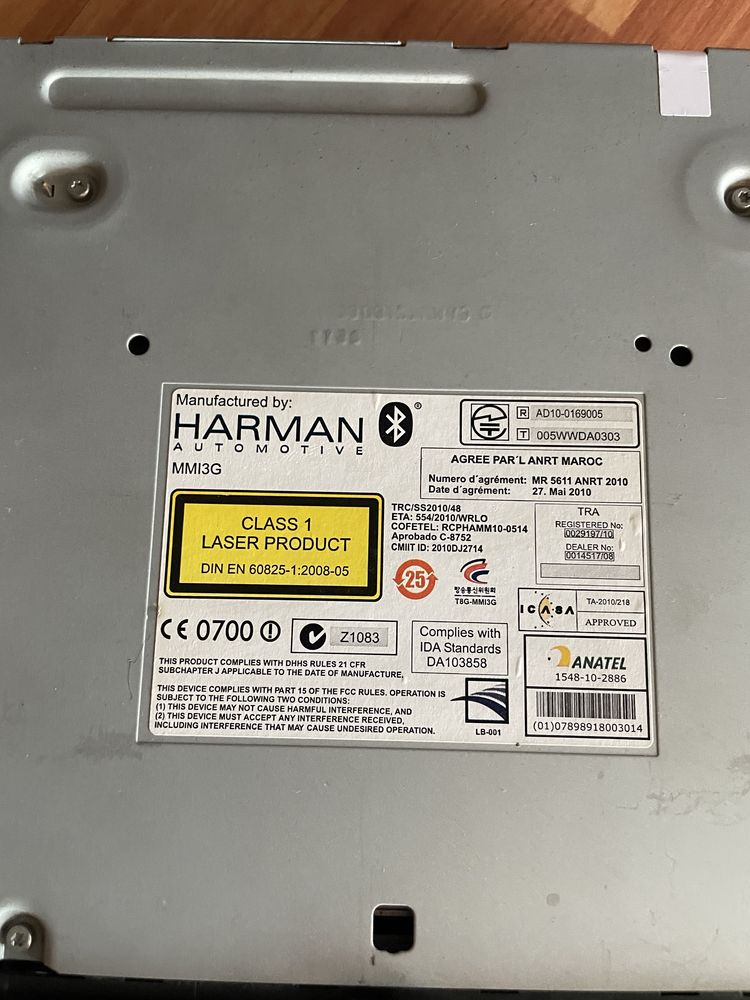 Manufactured by:
HARMAN
AUTOMOTIVE
MMI3G
®
R AD10-0169005
T 005WWDA0303
AGREE PAR´L ANRT MAROC
Numero d´agrément: MR 5611 ANRT 2010
Date d´agrément: 27. Mai 2010
CLASS 1
LASER PRODUCT
DIN EN 60825-1:2008-05
TRC/SS2010/48
ETA: 554/2010/WRLO
COFETEL: RCPHAMM10-0514
Aprobado C-8752
CMIIT ID: 2010DJ2714
TRA
REGISTERED No:
0029197/10
DEALER No:
0014517/08
25
방송통신위원회
T8G-MMI3G
ICASA
TA-2010/218
APPROVED
CE 0700
Z1083
Complies with
IDA Standards
DA103858
ANATEL
1548-10-2886
(01)07898918003014
THIS PRODUCT COMPLIES WITH DHHS RULES 21 CFR
SUBCHAPTER J APPLICABLE TO THE DATE OF MANUFACTURE,
THIS DEVICE COMPLIES WITH PART 15 OF THE FCC RULES. OPERATION IS
SUBJECT TO THE FOLLOWING TWO CONDITIONS:
(1) THIS DEVICE MAY NOT CAUSE HARMFUL INTERFERENCE, AND
(2) THIS DEVICE MUST ACCEPT ANY INTERFERENCE RECEIVED,
INCLUDING INTERFERENCE THAT MAY CAUSE UNDESIRED OPERATION.
LB-001